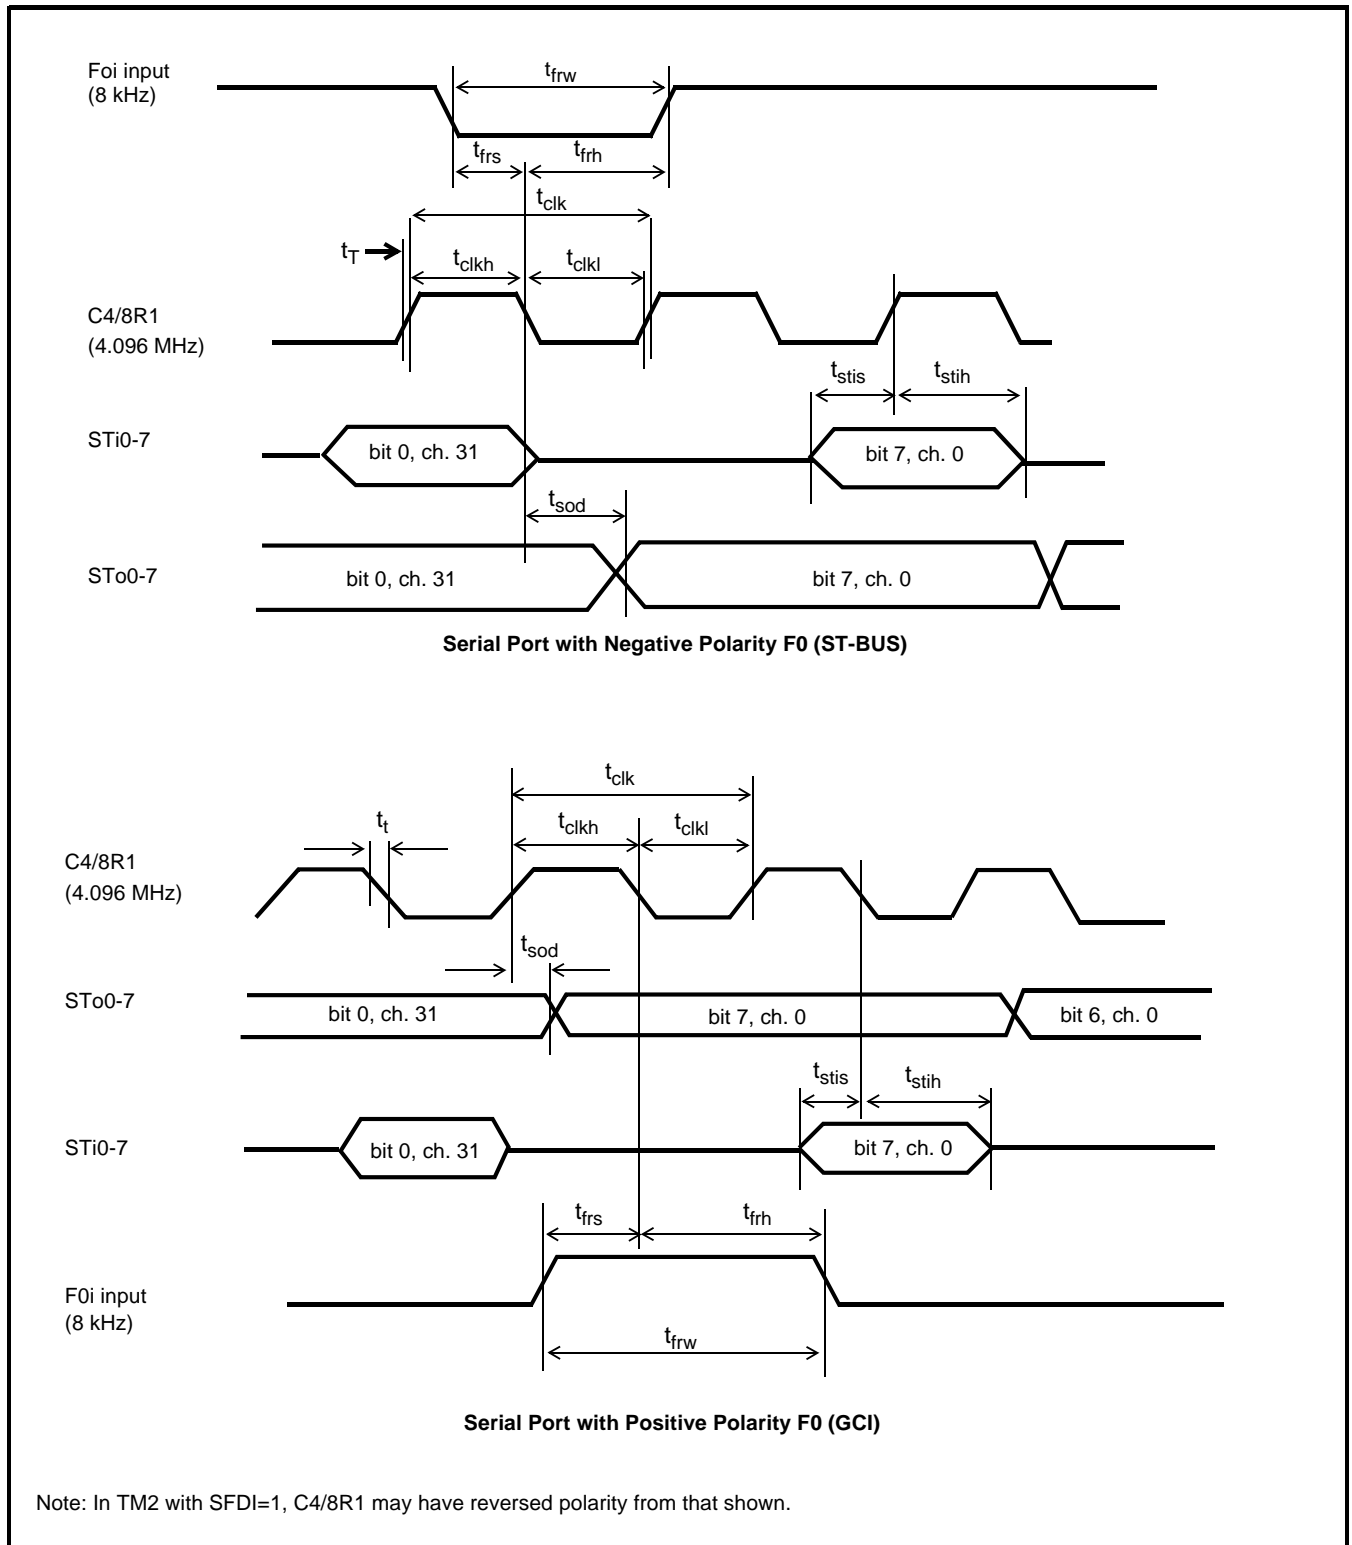 Foi input
(8 kHz)
tfrw
tfrs
tfrh
tclk
tT
tclkh
tclkl
C4/8R1
(4.096 MHz)
tstis
tstih
STi0-7
bit 0, ch. 31
bit 7, ch. 0
tsod
STo0-7
bit 0, ch. 31
bit 7, ch. 0
Serial Port with Negative Polarity F0 (ST-BUS)
tclk
tt
tclkh
tclkl
C4/8R1
(4.096 MHz)
tsod
STo0-7
bit 0, ch. 31
bit 7, ch. 0
bit 6, ch. 0
tstis
tstih
STi0-7
bit 0, ch. 31
bit 7, ch. 0
tfrs
tfrh
F0i input
(8 kHz)
tfrw
Serial Port with Positive Polarity F0 (GCI)
Note: In TM2 with SFDI=1, C4/8R1 may have reversed polarity from that shown.